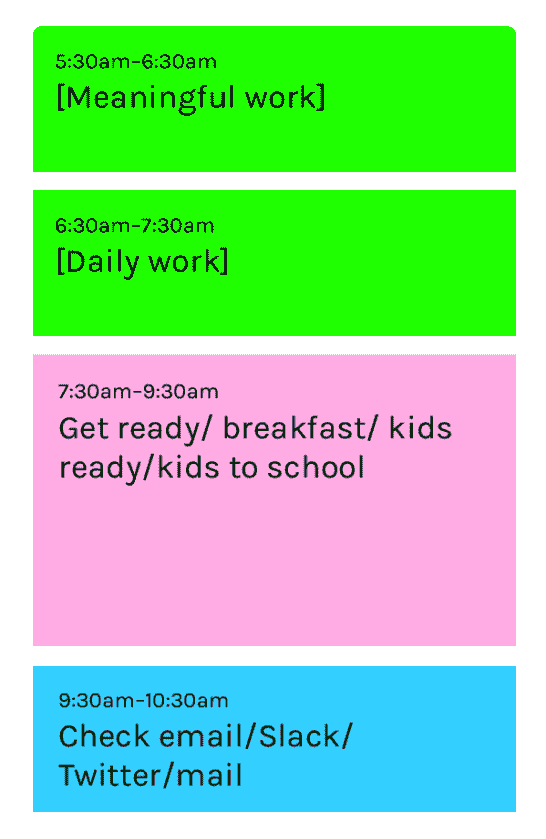 5:30am–6:30am
[Meaningful work]
6:30am–7:30am
[Daily work]
7:30am–9:30am
Get ready/ breakfast/ kids
ready/kids to school
9:30am–10:30am
Check email/Slack/
Twitter/mail